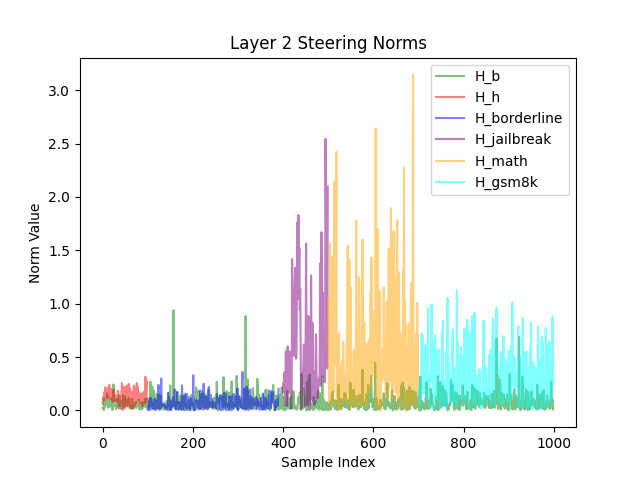 Layer 2 Steering Norms
H_b
H_h
H_borderline
H_jailbreak
H_math
H_gsm8k
Norm Value
3.0
2.5
2.0
1.5
1.0
0.5
0.0
0
200
400
600
800
1000
Sample Index